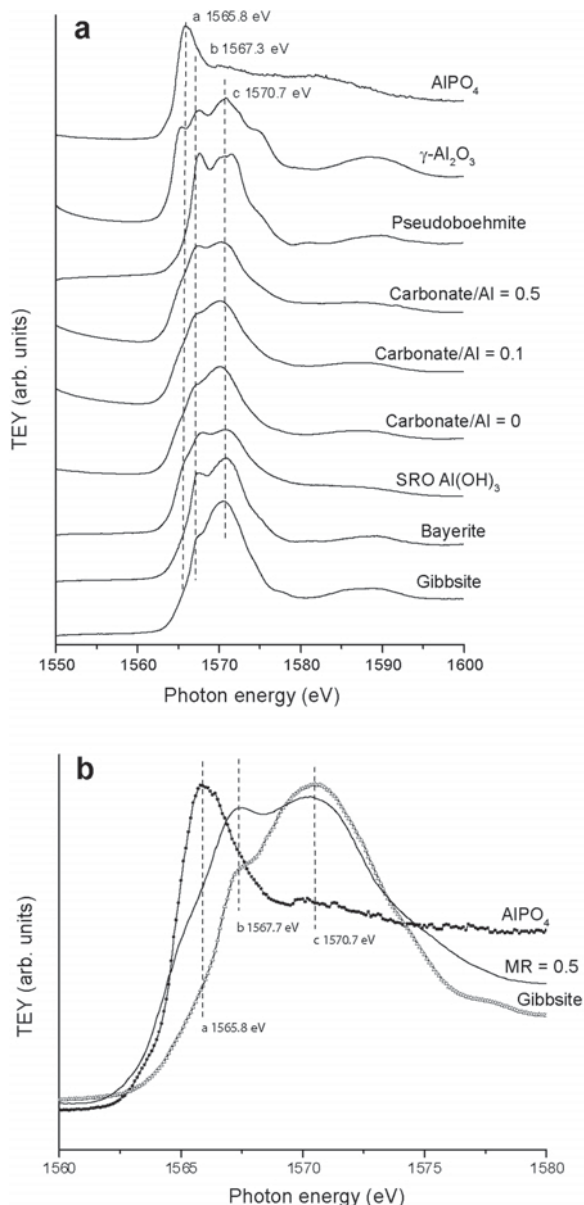 a
a 1565.8 eV
b 1567.3 eV
c 1570.7 eV
AlPO₄
γ-Al₂O₃
Pseudoboehmite
Carbonate/Al = 0.5
Carbonate/Al = 0.1
Carbonate/Al = 0
SRO Al(OH)₃
Bayerite
Gibbsite
TEY (arb. units)
1550 1560 1570 1580 1590 1600
Photon energy (eV)
b
AlPO₄
b 1567.7 eV
c 1570.7 eV
MR = 0.5
Gibbsite
a 1565.8 eV
TEY (arb. units)
1560 1565 1570 1575 1580
Photon energy (eV)